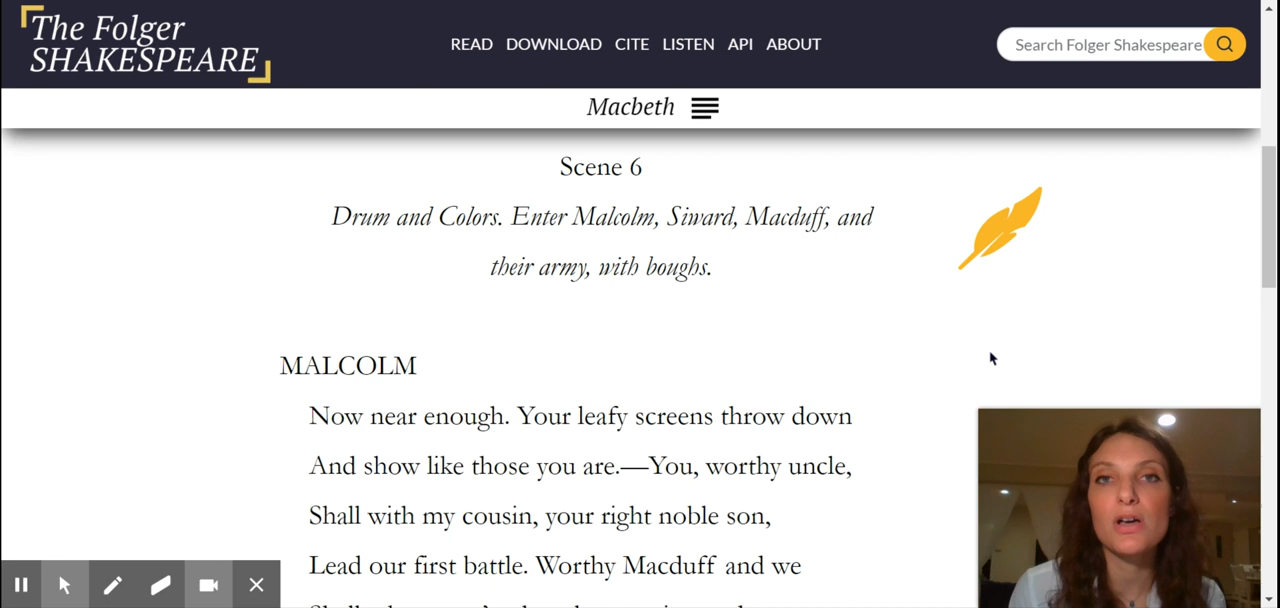 The Folger
SHAKESPEARE
READ DOWNLOAD CITE LISTEN API ABOUT
Search Folger Shakespeare
Macbeth
Scene 6
Drum and Colors. Enter Malcolm, Siward, Macduff, and
their army, with boughs.
MALCOLM
Now near enough. Your leafy screens throw down
And show like those you are.—You, worthy uncle,
Shall with my cousin, your right noble son,
Lead our first battle. Worthy Macduff and we